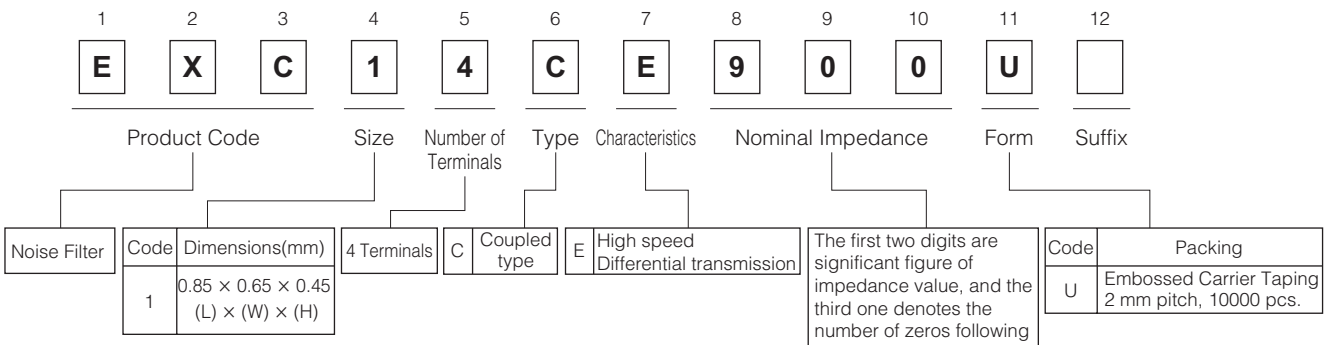 1 2 3 4 5 6 7 8 9 10 11 12
E X C 1 4 C E 9 0 0 U
Product Code
Size
Number of
Terminals
Type
Characteristics
Nominal Impedance
Form
Suffix
Noise Filter
Code Dimensions(mm)
1 0.85 × 0.65 × 0.45
(L) × (W) × (H)
4 Terminals
C Coupled
type
E High speed
Differential transmission
The first two digits are
significant figure of
impedance value, and the
third one denotes the
number of zeros following
Code Packing
U Embossed Carrier Taping
2 mm pitch, 10000 pcs.